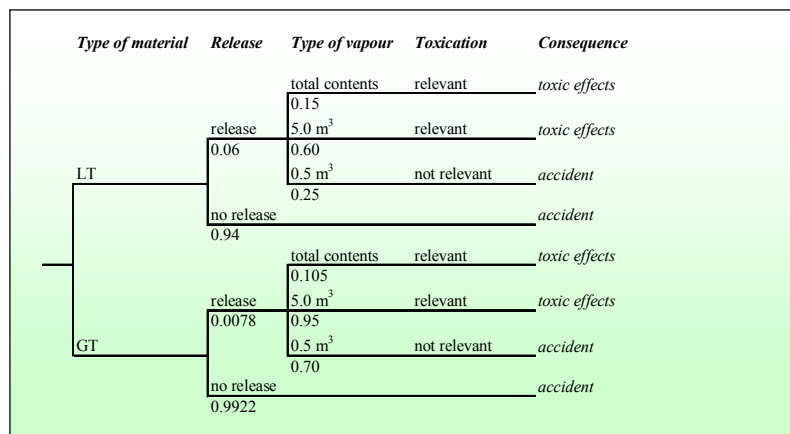 Type of material Release Type of vapour Toxication Consequence
total contents relevant toxic effects
0.15
release 5.0 m³ relevant toxic effects
0.06 0.60
LT 0.5 m³ not relevant accident
0.25
no release accident
0.94
total contents relevant toxic effects
0.105
release 5.0 m³ relevant toxic effects
0.0078 0.95
GT 0.5 m³ not relevant accident
0.70
no release accident
0.9922